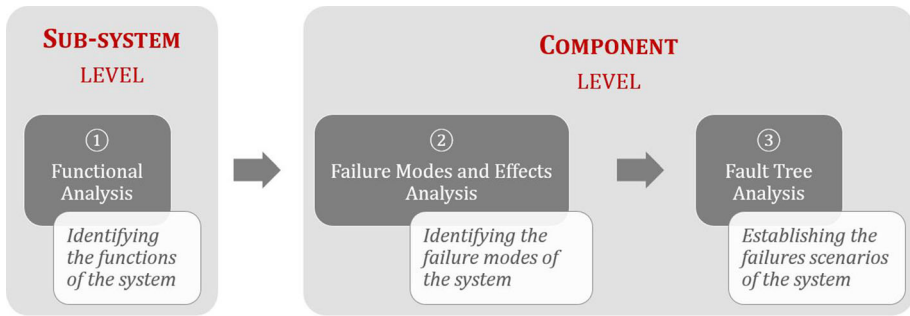 SUB-SYSTEM
LEVEL
①
Functional
Analysis
Identifying
the functions
of the system
COMPONENT
LEVEL
②
Failure Modes and Effects
Analysis
Identifying the
failure modes of
the system
③
Fault Tree
Analysis
Establishing the
failures scenarios
of the system